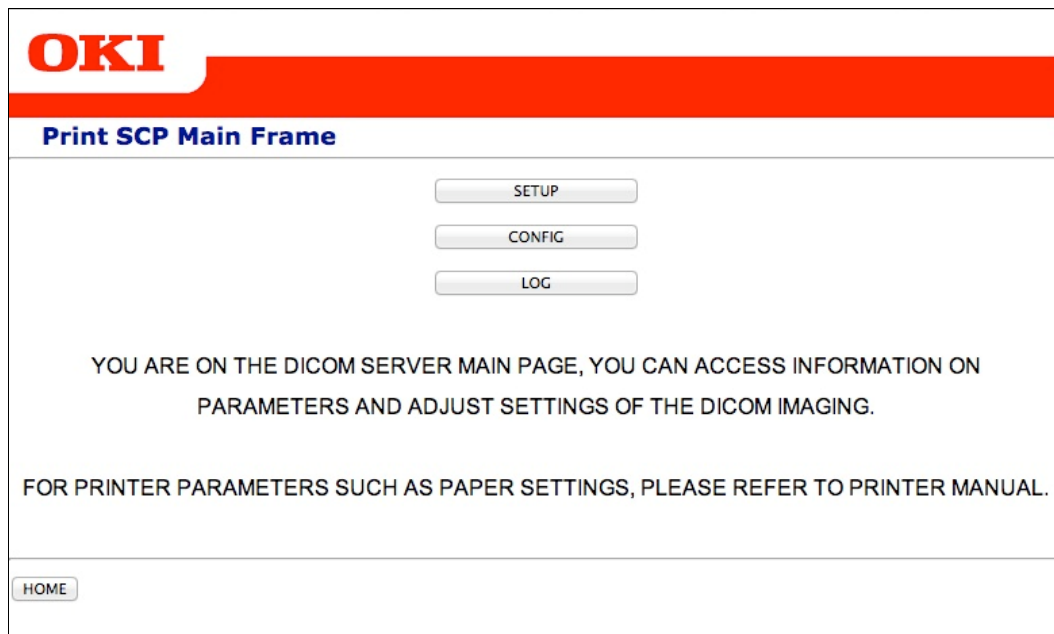 OKI
Print SCP Main Frame
SETUP
CONFIG
LOG
YOU ARE ON THE DICOM SERVER MAIN PAGE, YOU CAN ACCESS INFORMATION ON
PARAMETERS AND ADJUST SETTINGS OF THE DICOM IMAGING.
FOR PRINTER PARAMETERS SUCH AS PAPER SETTINGS, PLEASE REFER TO PRINTER MANUAL.
HOME